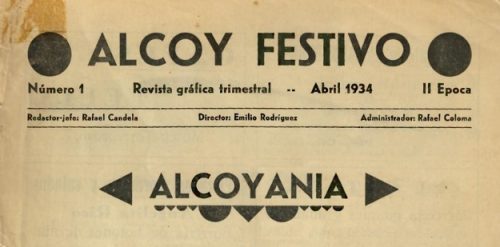 ALCOY FESTIVO
Número 1 Revista gráfica trimestral -- Abril 1934 II Epoca
Redactor-jefe: Rafael Candela Director: Emilio Rodríguez Administrador: Rafael Coloma
ALCOYANIA